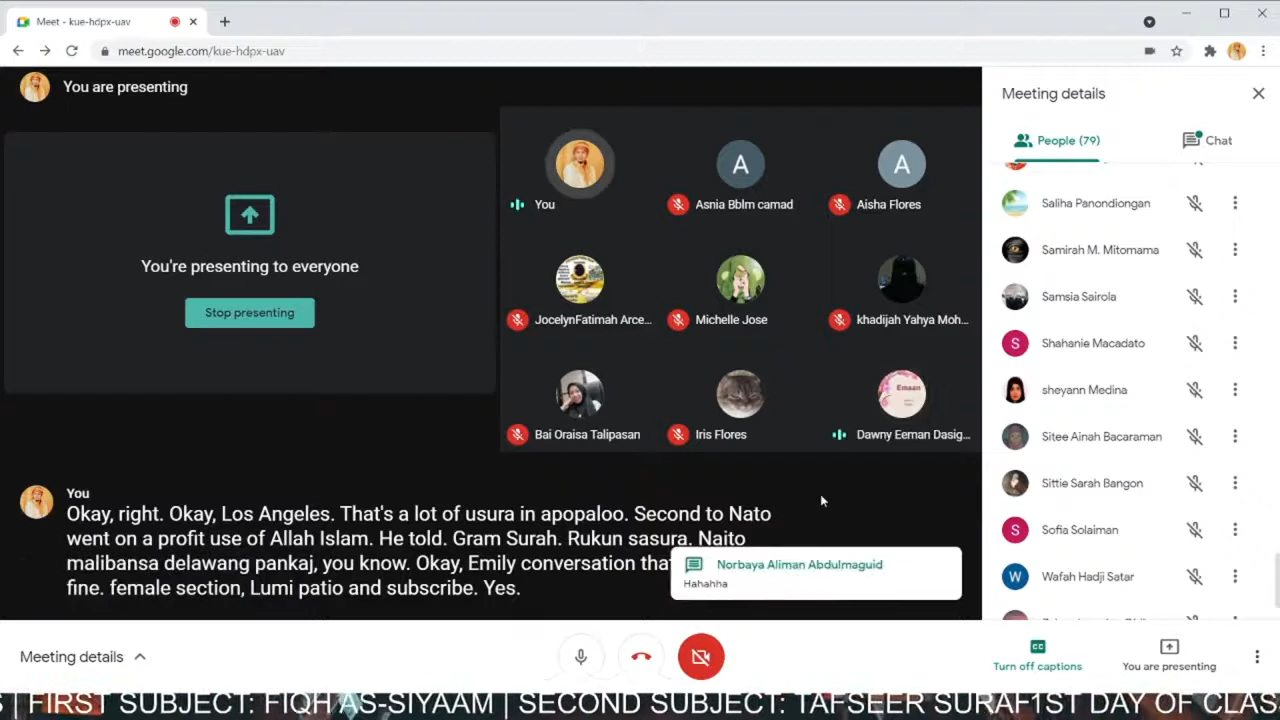 Meet - kue-hdpx-uav
meet.google.com/kue-hdpx-uav
You are presenting
You're presenting to everyone
Stop presenting
You
Asnia Bblm camad
Aisha Flores
JocelynFatimah Arce...
Michelle Jose
khadijah Yahya Moh...
Bai Oraisa Talipasan
Iris Flores
Emaan
Dawny Eeman Dasig...
You
Okay, right. Okay, Los Angeles. That's a lot of usura in apopaloo. Second to Nato
went on a profit use of AllahIslam. He told. Gram Surah. Rukun sasura. Naito
malibansa delawang pankaj, you know. Okay, Emily conversation tha
fine. female section, Lumi patio and subscribe. Yes.
Norbaya Aliman Abdulmaguid
Hahahha
Meeting details
People (79)
Chat
Saliha Panondiongan
Samirah M. Mitomama
Samsia Sairola
S
Shahanie Macadato
sheyann Medina
Sitee Ainah Bacaraman
Sittie Sarah Bangon
S
Sofia Solaiman
W
Wafah Hadji Satar
A
A
Meeting details
CC
Turn off captions
You are presenting
S | FIRST SUBJECT: FIQH AS-SIYAAM | SECOND SUBJECT: TAFSEER SURAF1ST DAY OF CLAS